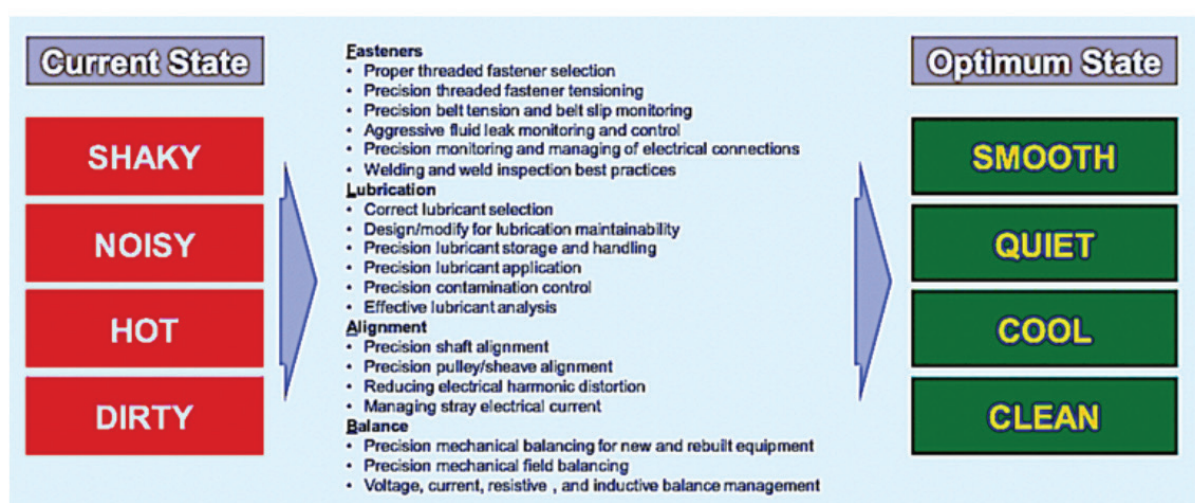 Current State
SHAKY
NOISY
HOT
DIRTY
Fasteners
• Proper threaded fastener selection
• Precision threaded fastener tensioning
• Precision belt tension and belt slip monitoring
• Aggressive fluid leak monitoring and control
• Precision monitoring and managing of electrical connections
• Welding and weld inspection best practices
Lubrication
• Correct lubricant selection
• Design/modify for lubrication maintainability
• Precision lubricant storage and handling
• Precision lubricant application
• Precision contamination control
• Effective lubricant analysis
Alignment
• Precision shaft alignment
• Precision pulley/sheave alignment
• Reducing electrical harmonic distortion
• Managing stray electrical current
Balance
• Precision mechanical balancing for new and rebuilt equipment
• Precision mechanical field balancing
• Voltage, current, resistive , and inductive balance management
Optimum State
SMOOTH
QUIET
COOL
CLEAN